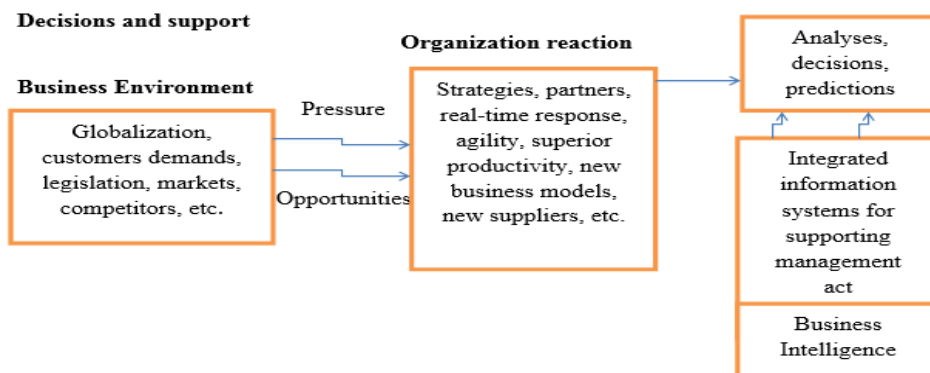 Decisions and support
Business Environment
Globalization,
customers demands,
legislation, markets,
competitors, etc.
Pressure
Opportunities
Organization reaction
Strategies, partners,
real-time response,
agility, superior
productivity, new
business models,
new suppliers, etc.
Analyses,
decisions,
predictions
Integrated
information
systems for
supporting
management
act
Business
Intelligence